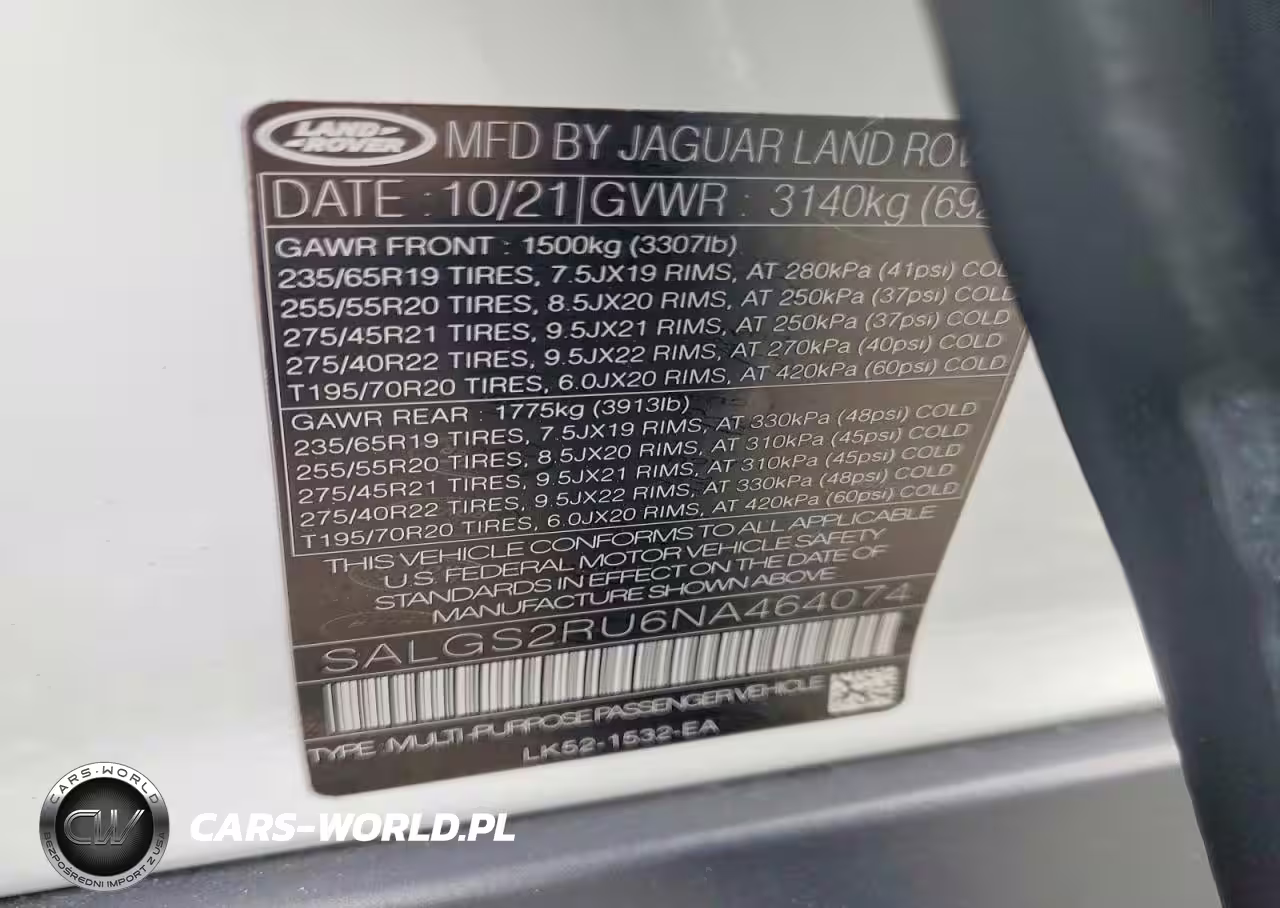 LAND-
-ROVER
MFD BY JAGUAR LAND ROV
DATE : 10/21 GVWR : 3140kg (692
GAWR FRONT : 1500kg (3307lb)
235/65R19 TIRES, 7.5JX19 RIMS, AT 280kPa (41psi) COL
255/55R20 TIRES, 8.5JX20 RIMS, AT 250kPa (37psi) COLD
275/45R21 TIRES, 9.5JX21 RIMS, AT 250kPa (37psi) COLD
275/40R22 TIRES, 9.5JX22 RIMS, AT 270kPa (40psi) COLD
T195/70R20 TIRES, 6.0JX20 RIMS, AT 420kPa (60psi) COLD
GAWR REAR : 1775kg (3913lb)
235/65R19 TIRES, 7.5JX19 RIMS, AT 330kPa (48psi) COLD
255/55R20 TIRES, 8.5JX20 RIMS, AT 310kPa (45psi) COLD
275/45R21 TIRES, 9.5JX21 RIMS, AT 310kPa (45psi) COLD
275/40R22 TIRES, 9.5JX22 RIMS, AT 330kPa (48psi) COLD
T195/70R20 TIRES, 6.0JX20 RIMS, AT 420kPa (60psi) COLD
THIS VEHICLE CONFORMS TO ALL APPLICABLE
U.S. FEDERAL MOTOR VEHICLE SAFETY
STANDARDS IN EFFECT ON THE DATE OF
MANUFACTURE SHOWN ABOVE
SALGS2RU6NA464074
TYPE :MULTI-PURPOSE PASSENGER VEHICLE
LK52-1532-EA
CARS-WORLD
CW
BEZPOŚREDNI IMPORT Z USA
CARS-WORLD.PL